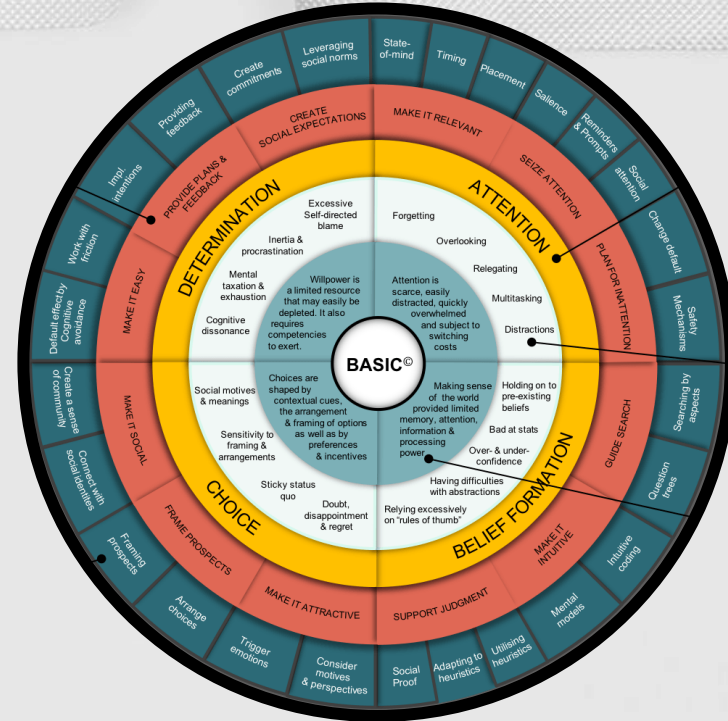 BASIC©
Attention is
scarce, easily
distracted, quickly
overwhelmed
and subject to
switching
costs
Making sense
of the world
provided limited
memory, attention,
information &
processing
power
Choices are
shaped by
contextual cues,
the arrangement
& framing of options
as well as by
preferences
& incentives
Willpower is
a limited resource
that may easily be
depleted. It also
requires
competencies
to exert.
ATTENTION
Forgetting
Overlooking
Relegating
Multitasking
Distractions
MAKE IT RELEVANT
SEIZE ATTENTION
PLAN FOR INATTENTION
State-
of-mind
Timing
Placement
Salience
Reminders
& Prompts
Social
attention
Change default
Safety
Mechanisms
BELIEF FORMATION
Holding on to
pre-existing
beliefs
Bad at stats
Over- & under-
confidence
Having difficulties
with abstractions
Relying excessively
on "rules of thumb"
GUIDE SEARCH
MAKE IT
INTUITIVE
SUPPORT JUDGMENT
Searching by
aspects
Question
trees
Intuitive
coding
Mental
models
Utilising
heuristics
Adapting to
heuristics
Social
Proof
CHOICE
Social motives
& meanings
Sensitivity to
framing &
arrangements
Sticky status
quo
Doubt,
disappointment
& regret
MAKE IT ATTRACTIVE
FRAME PROSPECTS
MAKE IT SOCIAL
Consider
motives
& perspectives
Trigger
emotions
Arrange
choices
Framing
prospects
Connect with
social identites
Create a sense
of community
DETERMINATION
Excessive
Self-directed
blame
Inertia &
procrastination
Mental
taxation &
exhaustion
Cognitive
dissonance
MAKE IT EASY
PROVIDE PLANS &
FEEDBACK
CREATE
SOCIAL EXPECTATIONS
Default effect by
Cognitive
avoidance
Work with
friction
Impl.
intentions
Providing
feedback
Create
commitments
Leveraging
social norms